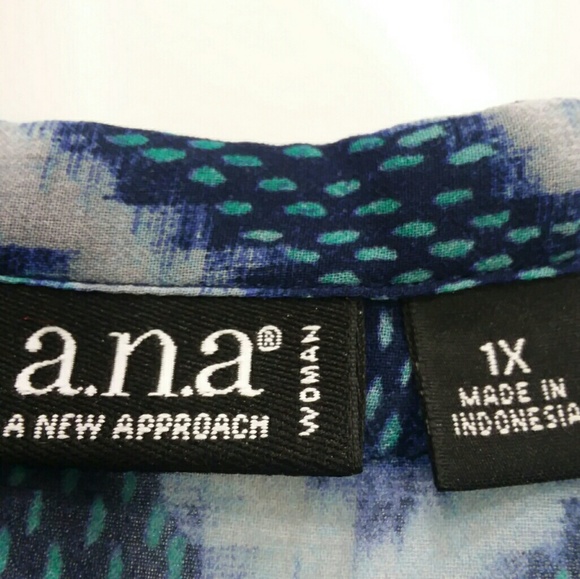 a.n.a®
WOMAN
A NEW APPROACH
1X
MADE IN
INDONESIA